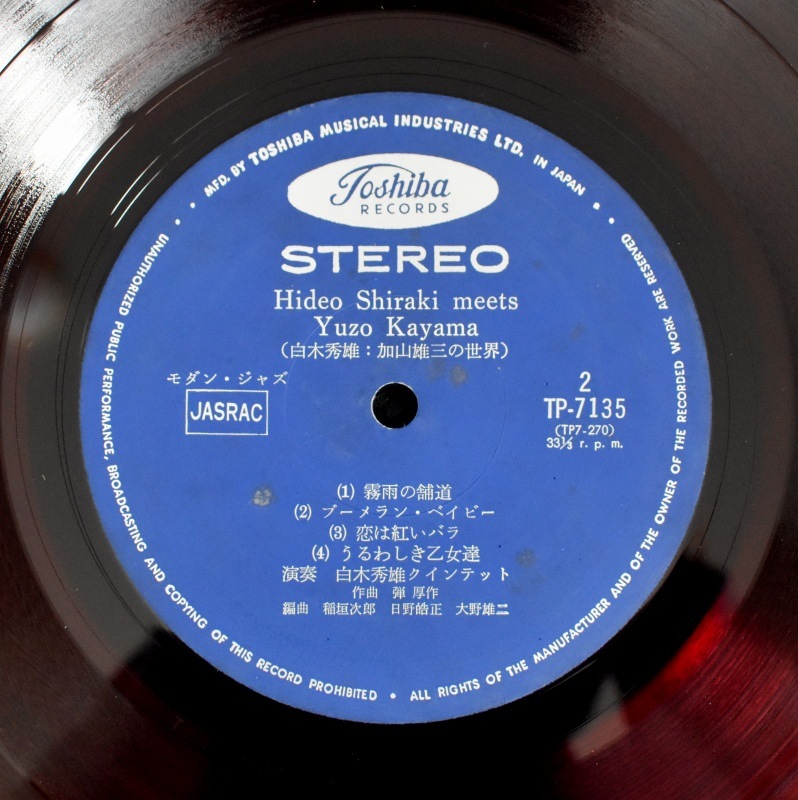 MFD. BY TOSHIBA MUSICAL INDUSTRIES LTD. IN JAPAN
Toshiba
RECORDS
STEREO
Hideo Shiraki meets
Yuzo Kayama
(白木秀雄:加山雄三の世界)
モダン・ジャズ
JASRAC
2
TP-7135
(TP7-270)
33⅓ r. p. m.
(1) 霧雨の舗道
(2) ブーメラン・ベイビー
(3) 恋は紅いバラ
(4) うるわしき乙女達
演奏 白木秀雄クインテット
作曲 弾厚作
編曲 稲垣次郎 日野皓正 大野雄二
UNAUTHORIZED PUBLIC PERFORMANCE, BROADCASTING AND COPYING OF THIS RECORD PROHIBITED • ALL RIGHTS OF THE MANUFACTURER AND OF THE OWNER OF THE RECORDED WORK ARE RESERVED